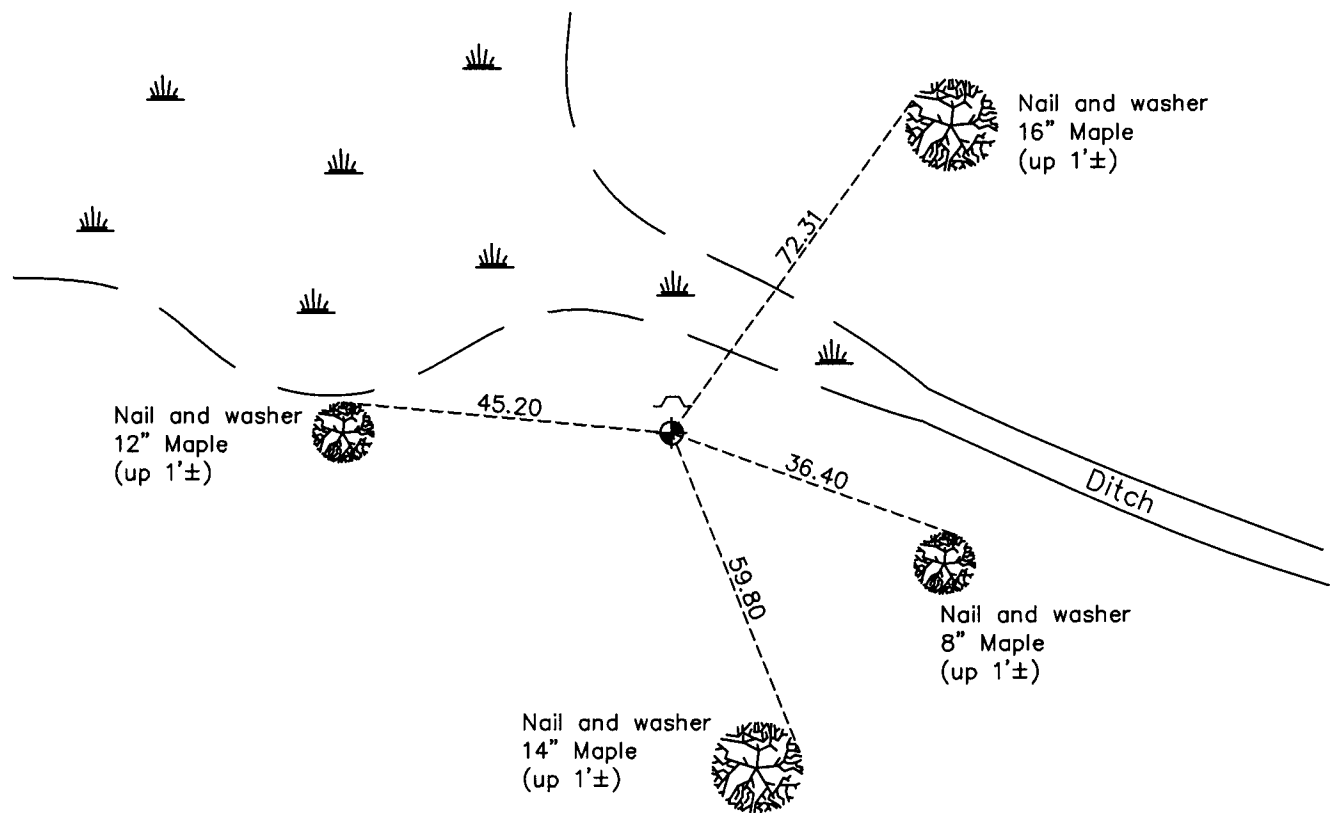 Nail and washer
16" Maple
(up 1'±)
72.31
45.20
Nail and washer
12" Maple
(up 1'±)
36.40
Ditch
59.80
Nail and washer
8" Maple
(up 1'±)
Nail and washer
14" Maple
(up 1'±)